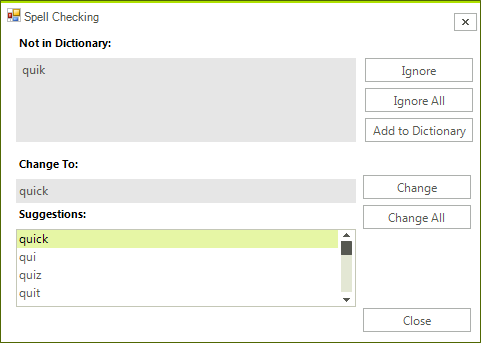 Spell Checking
Not in Dictionary:
quik
Ignore
Ignore All
Add to Dictionary
Change To:
quick
Change
Suggestions:
Change All
quick
qui
quiz
quit
Close